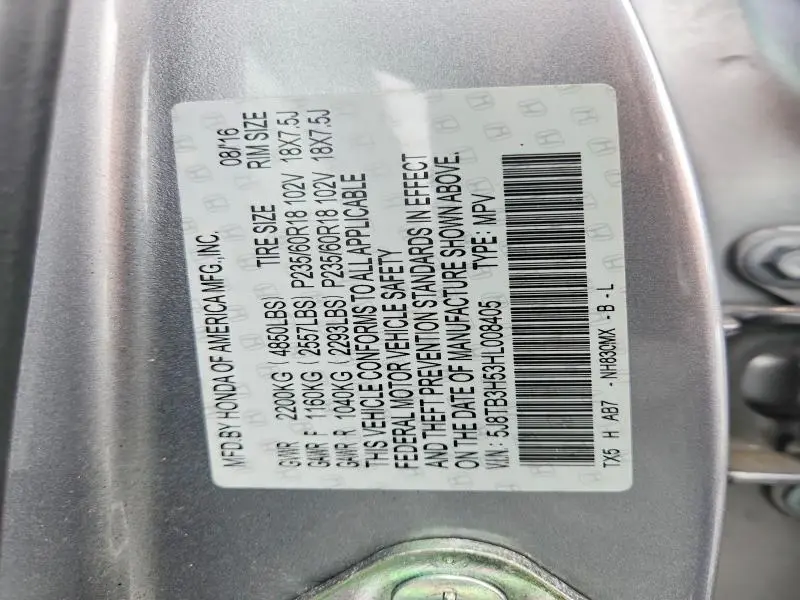 MFD.BY HONDA OF AMERICA MFG.,INC. 08/16
TIRE SIZE RIM SIZE
GVWR 2200KG (4850LBS)
GAWR F 1160KG (2557LBS) P235/60R18 102V 18X7.5J
GAWR R 1040KG (2293LBS) P235/60R18 102V 18X7.5J
THIS VEHICLE CONFORMS TO ALL APPLICABLE
FEDERAL MOTOR VEHICLE SAFETY
AND THEFT PREVENTION STANDARDS IN EFFECT
ON THE DATE OF MANUFACTURE SHOWN ABOVE.
V.I.N.: 5J8TB3H53HL008405 TYPE: MPV
TX5 H AB7 - NH830MX - B - L